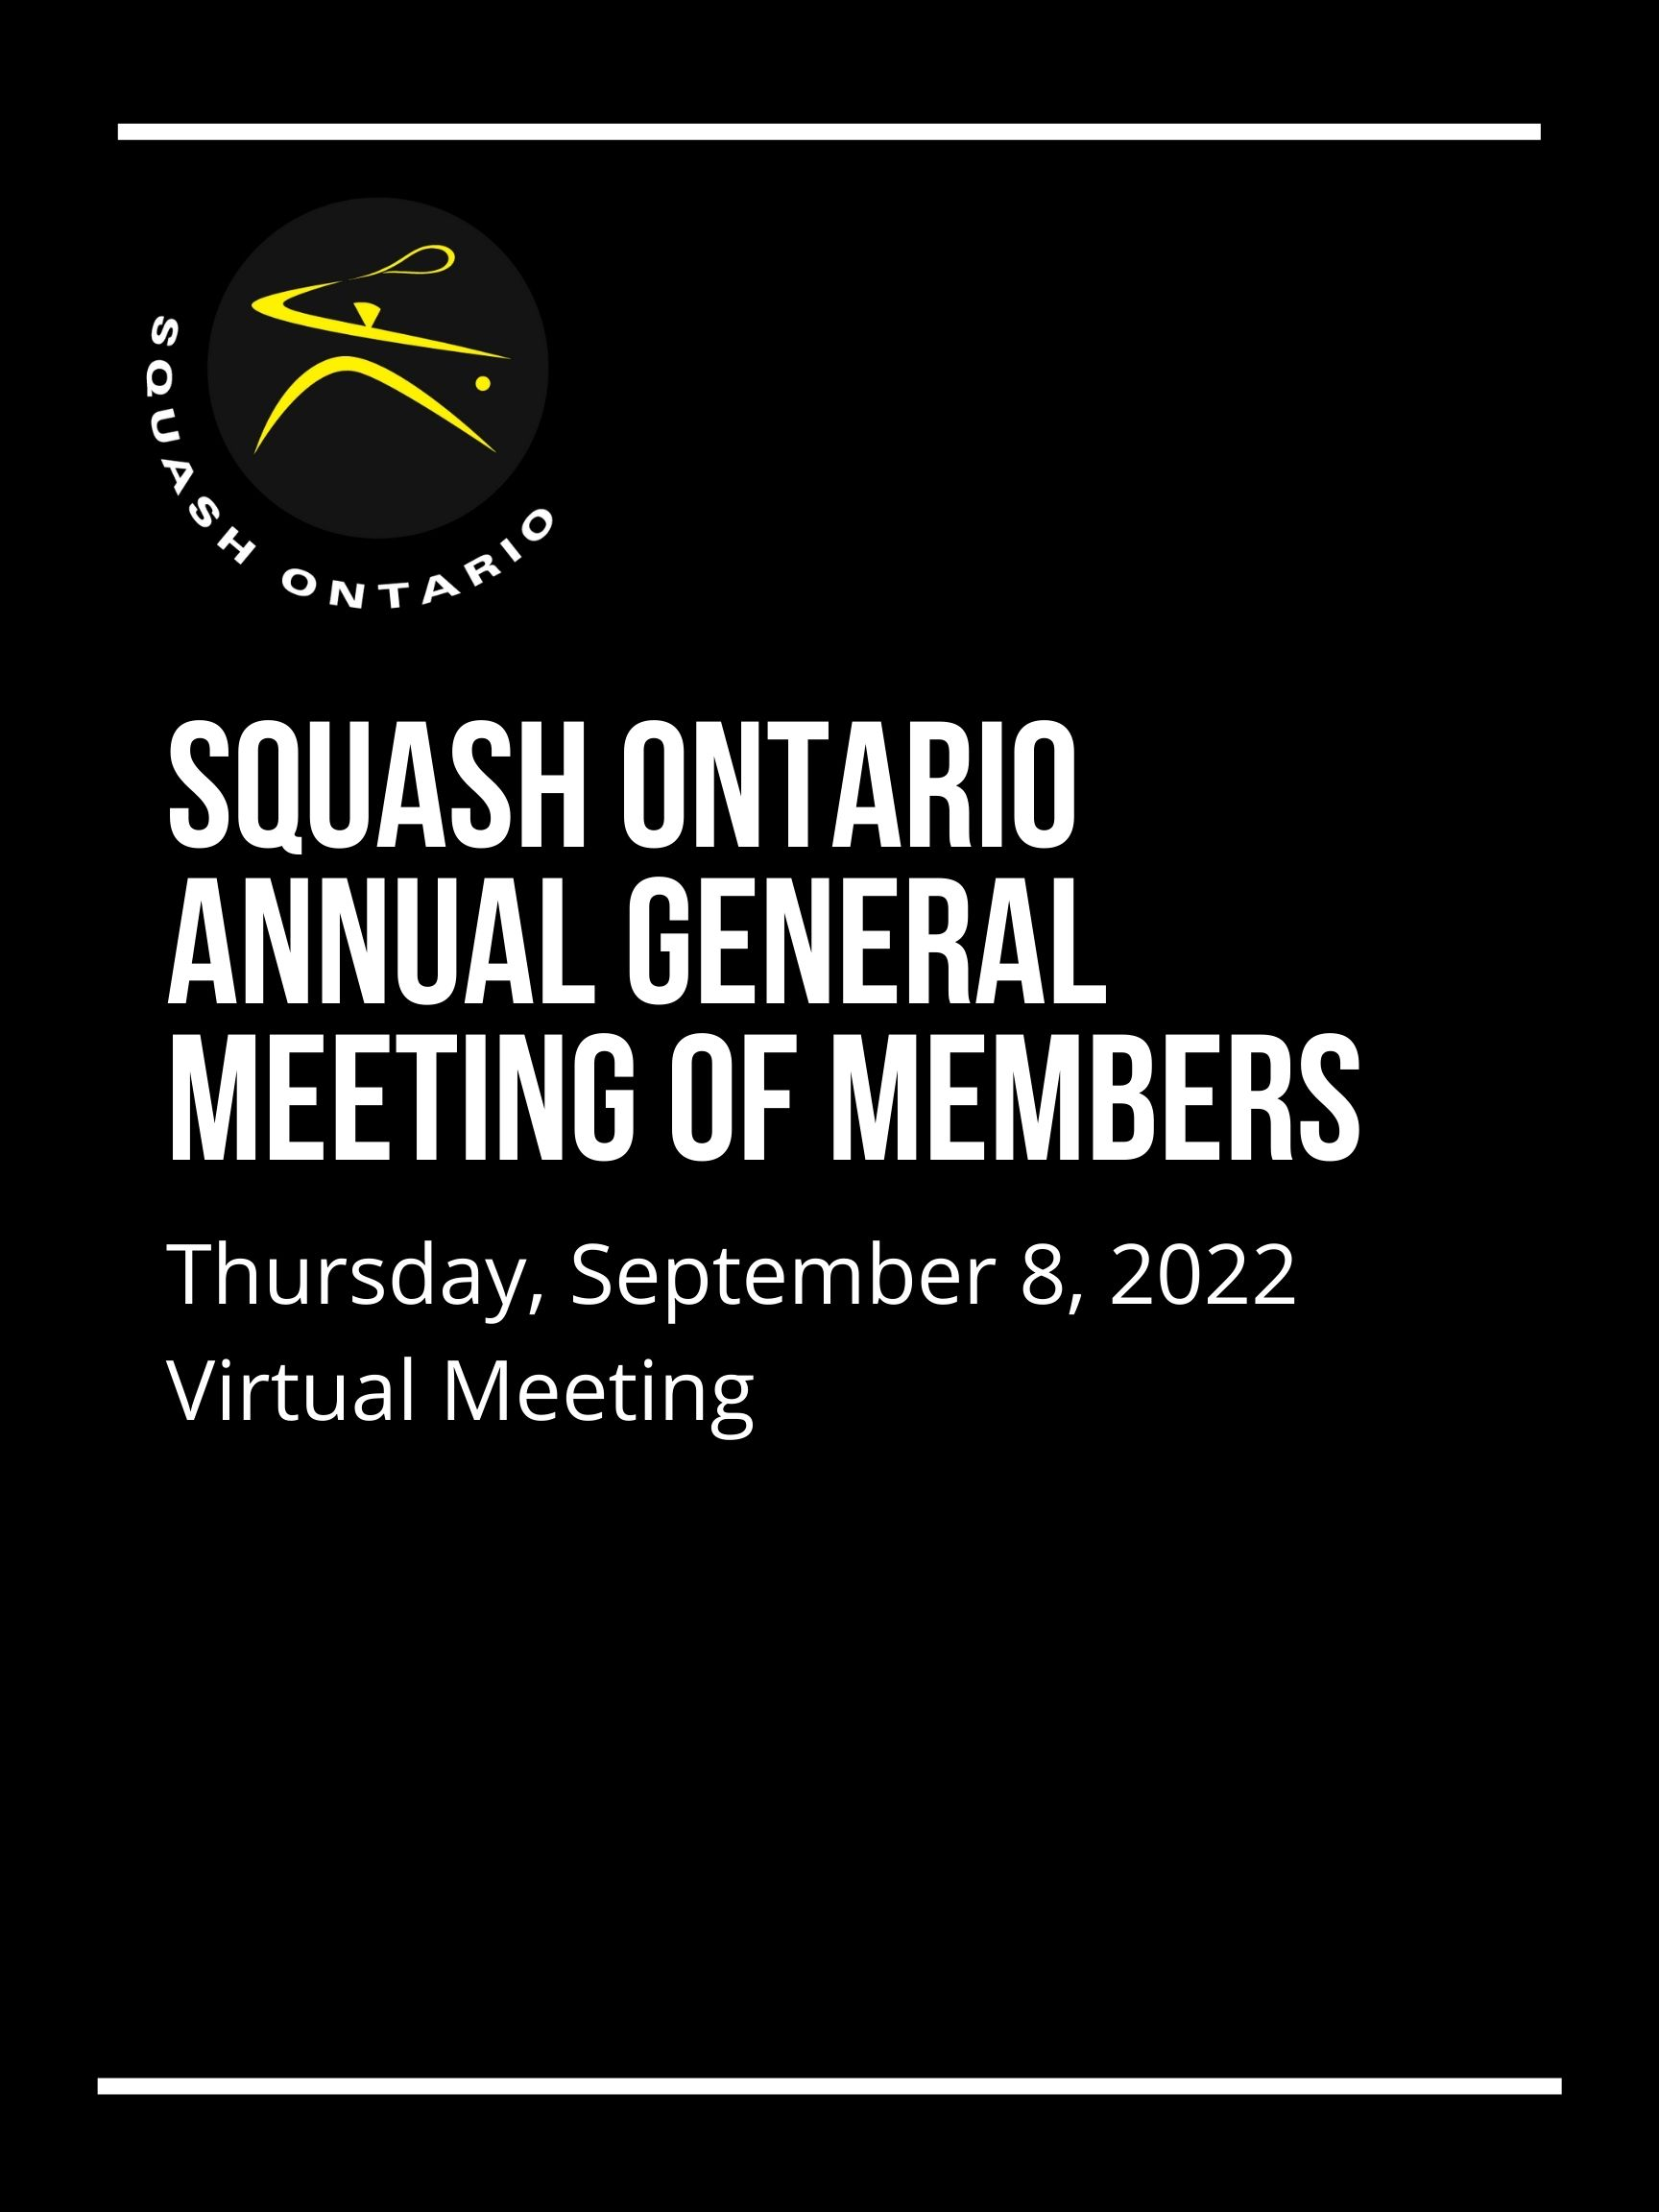 SQUASH ONTARIO
SQUASH ONTARIO
ANNUAL GENERAL
MEETING OF MEMBERS
Thursday, September 8, 2022
Virtual Meeting